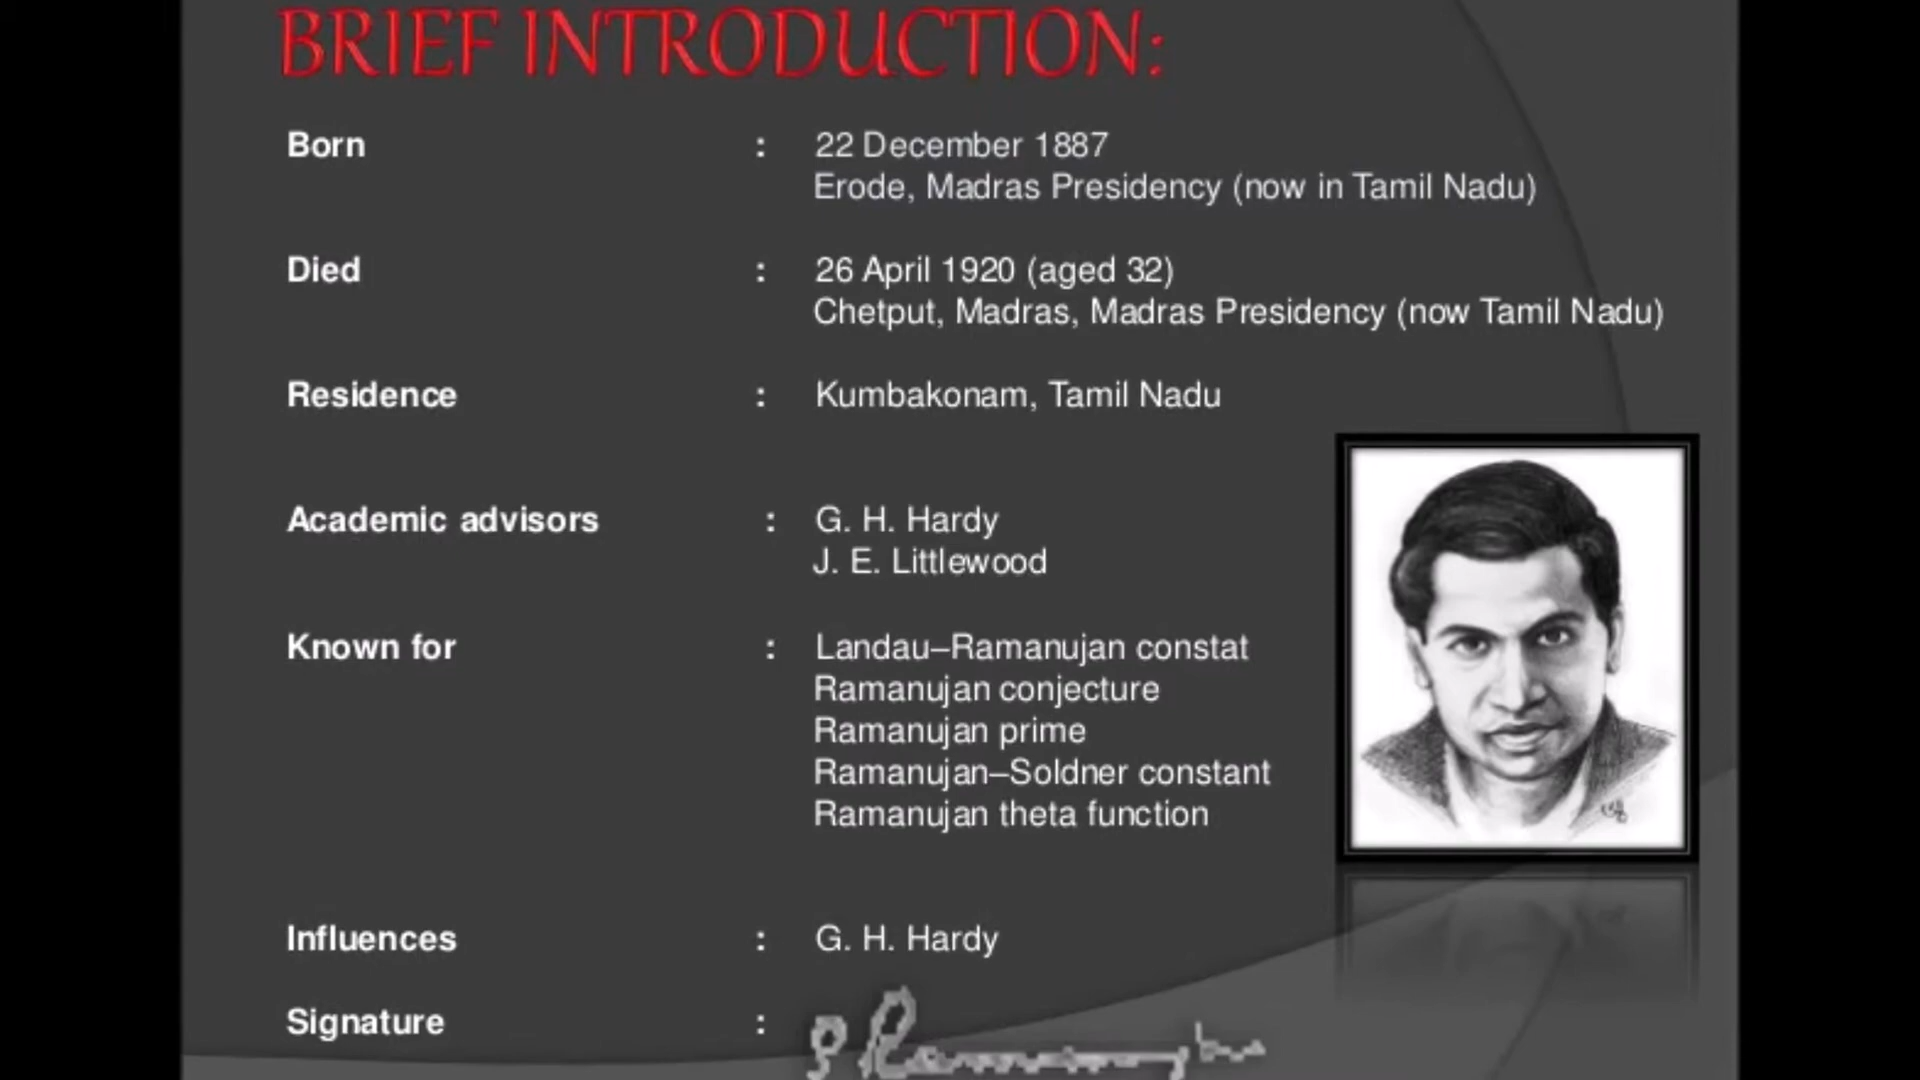 BRIEF INTRODUCTION:
Born : 22 December 1887
Erode, Madras Presidency (now in Tamil Nadu)
Died : 26 April 1920 (aged 32)
Chetput, Madras, Madras Presidency (now Tamil Nadu)
Residence : Kumbakonam, Tamil Nadu
Academic advisors : G. H. Hardy
J. E. Littlewood
Known for : Landau–Ramanujan constat
Ramanujan conjecture
Ramanujan prime
Ramanujan–Soldner constant
Ramanujan theta function
Influences : G. H. Hardy
Signature :